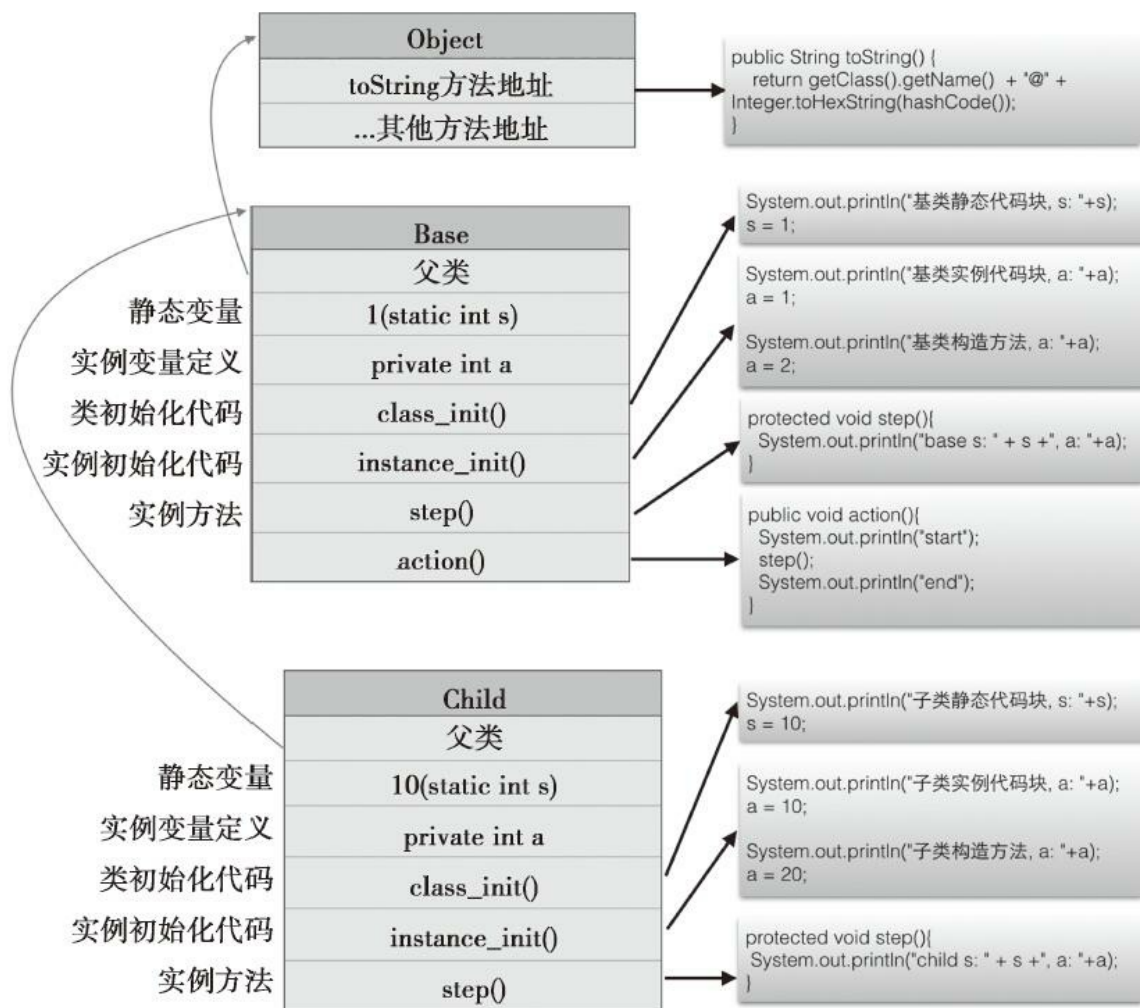 Object
toString方法地址
...其他方法地址
public String toString() {
return getClass().getName() + "@" +
Integer.toHexString(hashCode());
}
Base
父类
静态变量
1(static int s)
实例变量定义
private int a
类初始化代码
class_init()
实例初始化代码
instance_init()
实例方法
step()
action()
System.out.println("基类静态代码块, s: "+s);
s = 1;
System.out.println("基类实例代码块, a: "+a);
a = 1;
System.out.println("基类构造方法, a: "+a);
a = 2;
protected void step(){
System.out.println("base s: " + s +", a: "+a);
}
public void action(){
System.out.println("start");
step();
System.out.println("end");
}
Child
父类
静态变量
10(static int s)
实例变量定义
private int a
类初始化代码
class_init()
实例初始化代码
instance_init()
实例方法
step()
System.out.println("子类静态代码块, s: "+s);
s = 10;
System.out.println("子类实例代码块, a: "+a);
a = 10;
System.out.println("子类构造方法, a: "+a);
a = 20;
protected void step(){
System.out.println("child s: " + s +", a: "+a);
}